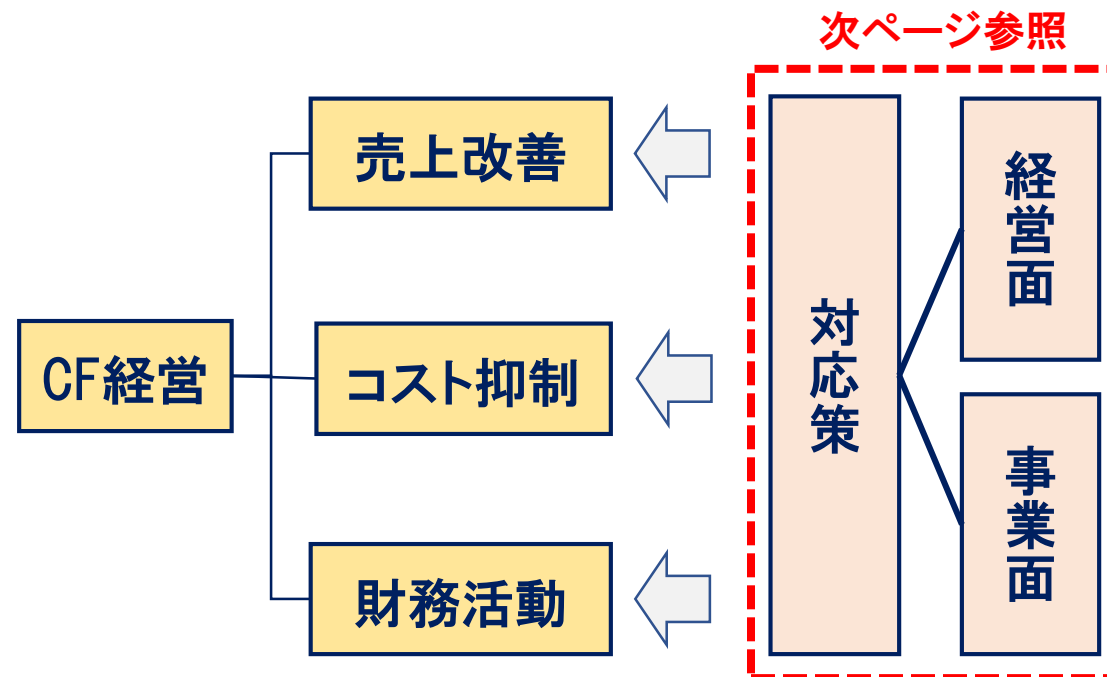 次ページ参照
売上改善
CF経営
コスト抑制
財務活動
対応策
経営面
事業面